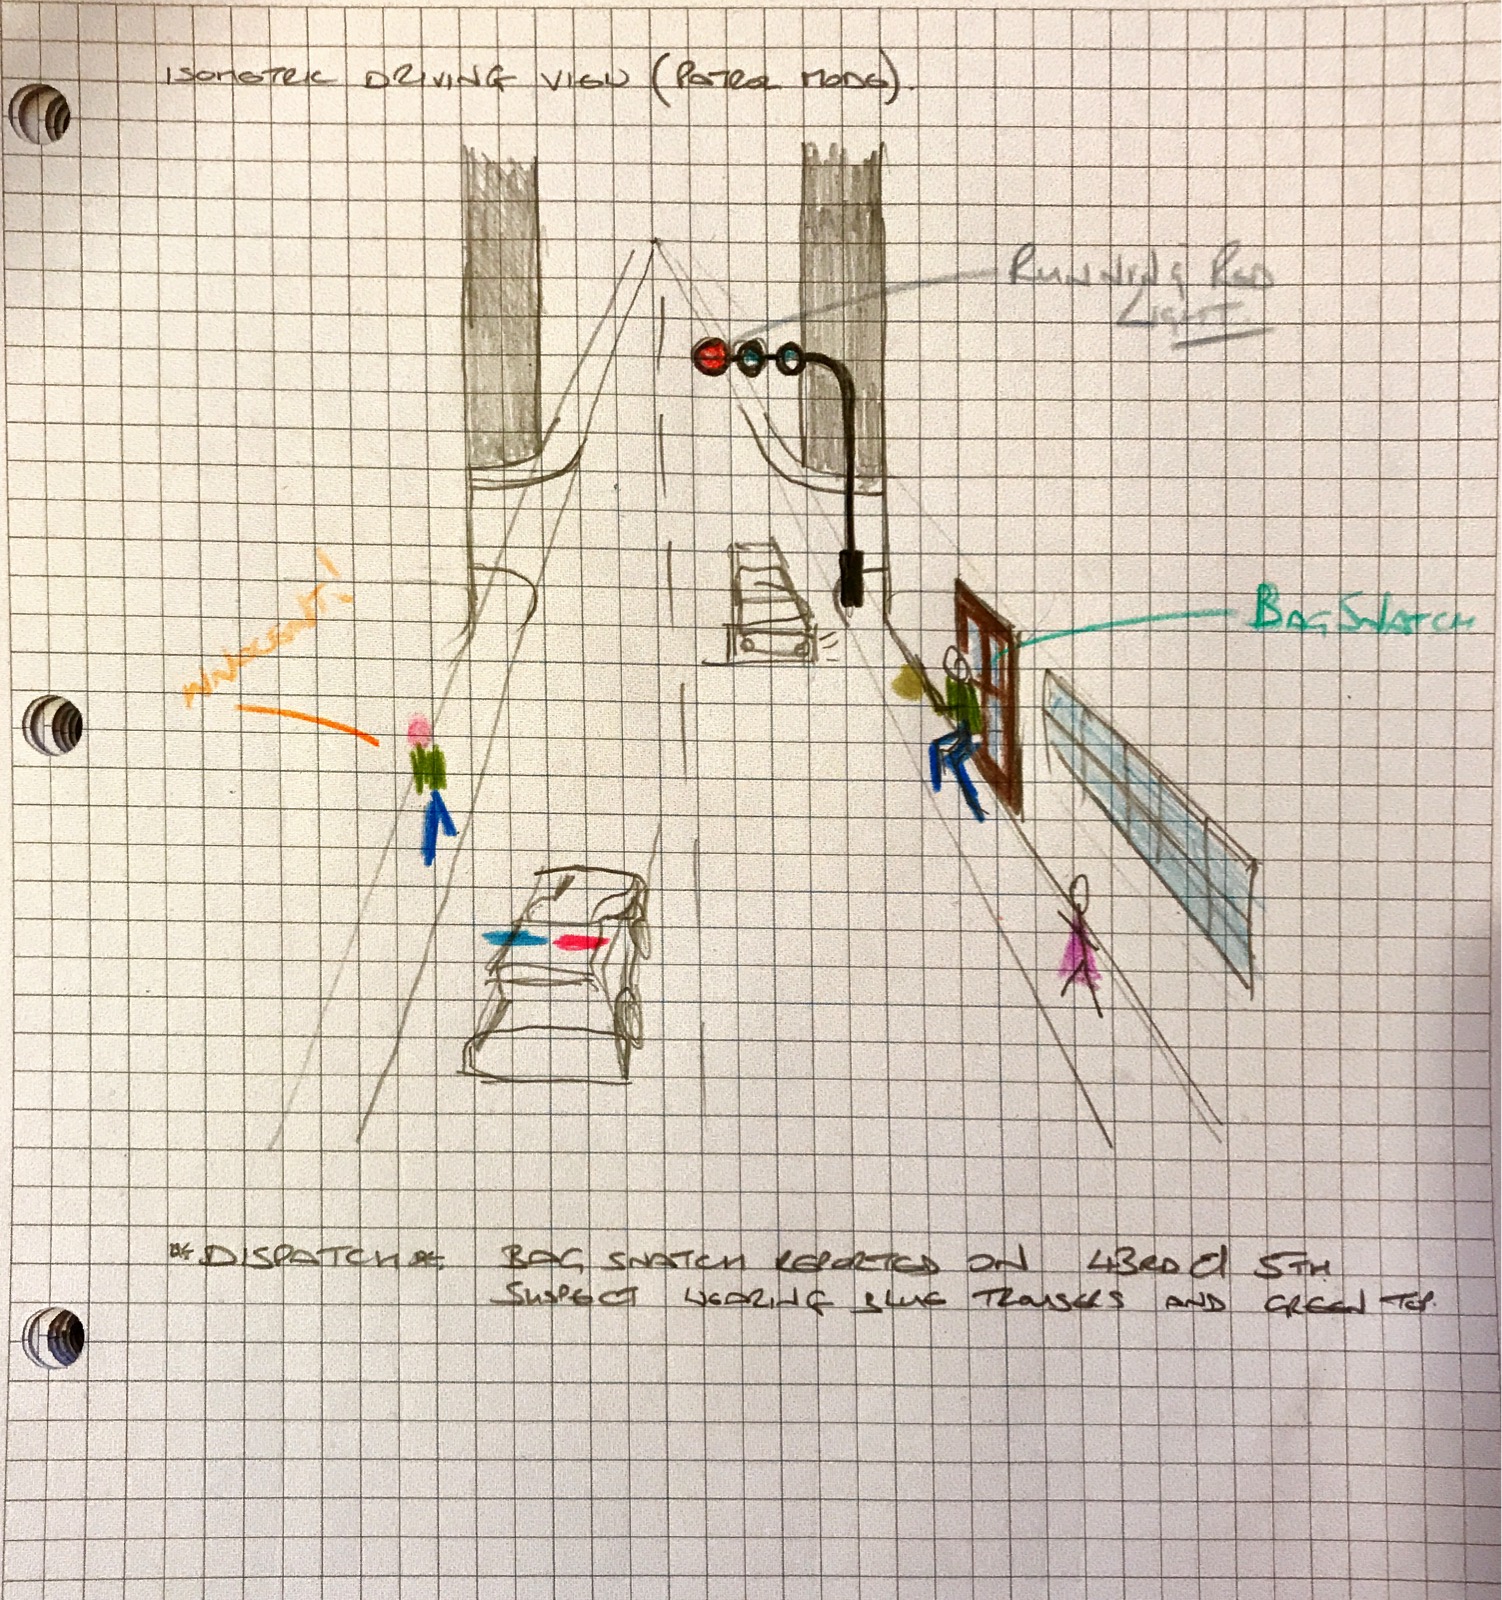 ISOMETRIC DRIVING VIEW (PATROL MODE).
RUNNING RED
LIGHT.
INNOCENT!
BAG SNATCH
*DISPATCH* BAG SNATCH REPORTED ON 43RD & 5TH
SUSPECT WEARING BLUE TROUSERS AND GREEN TOP.